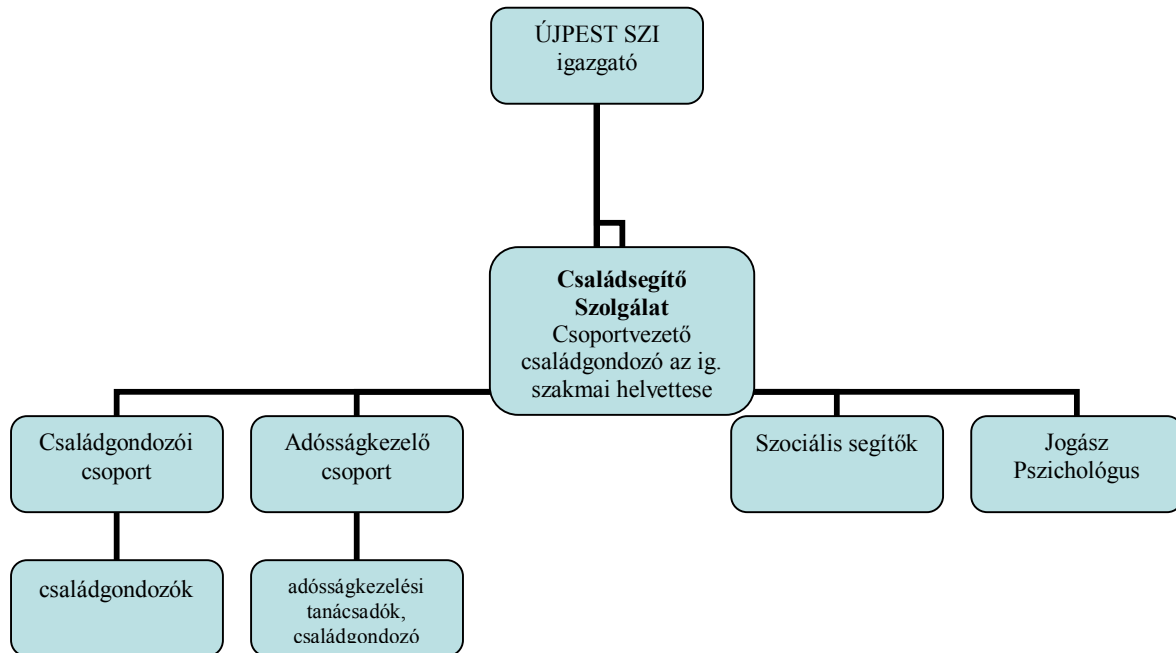 ÚJPEST SZI
igazgató
Családsegítő
Szolgálat
Csoportvezető
családgondozó az ig.
szakmai helvettese
Családgondozói
csoport
Adósságkezelő
csoport
Szociális segítők
Jogász
Pszichológus
családgondozók
adósságkezelési
tanácsadók,
családgondozó